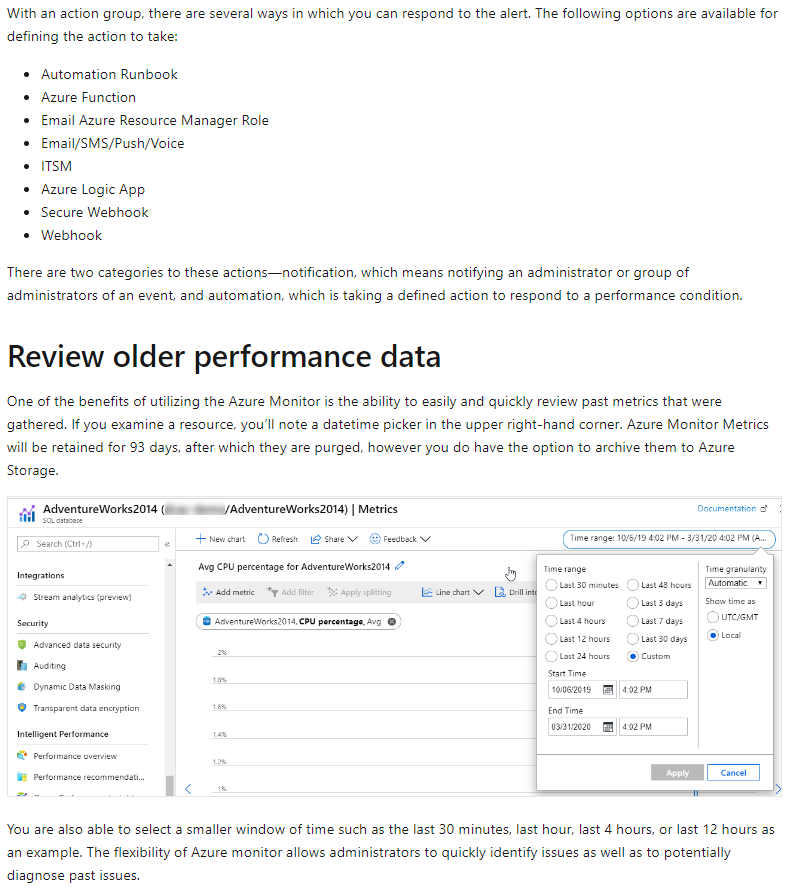 With an action group, there are several ways in which you can respond to the alert. The following options are available for
defining the action to take:
Automation Runbook
Azure Function
Email Azure Resource Manager Role
Email/SMS/Push/Voice
ITSM
Azure Logic App
Secure Webhook
Webhook
There are two categories to these actions—notification, which means notifying an administrator or group of
administrators of an event, and automation, which is taking a defined action to respond to a performance condition.
Review older performance data
One of the benefits of utilizing the Azure Monitor is the ability to easily and quickly review past metrics that were
gathered. If you examine a resource, you'll note a datetime picker in the upper right-hand corner. Azure Monitor Metrics
will be retained for 93 days, after which they are purged, however you do have the option to archive them to Azure
Storage.
AdventureWorks2014 ( /AdventureWorks2014) | Metrics
SQL database
Documentation
Search (Ctrl+/)
«
Integrations
Stream analytics (preview)
Security
Advanced data security
Auditing
Dynamic Data Masking
Transparent data encryption
Intelligent Performance
Performance overview
Performance recommendati...
New chart Refresh Share Feedback
Time range: 10/6/19 4:02 PM - 3/31/20 4:02 PM (A...
Avg CPU percentage for AdventureWorks2014
Add metric Add filter Apply splitting Line chart Drill into
AdventureWorks2014, CPU percentage, Avg
2%
1.8%
1.6%
1.4%
1.2%
1%
Time range
Last 30 minutes Last 48 hours
Last hour Last 3 days
Last 4 hours Last 7 days
Last 12 hours Last 30 days
Last 24 hours Custom
Start Time
10/06/2019 4:02 PM
End Time
03/31/2020 4:02 PM
Time granularity
Automatic
Show time as
UTC/GMT
Local
Apply Cancel
You are also able to select a smaller window of time such as the last 30 minutes, last hour, last 4 hours, or last 12 hours as
an example. The flexibility of Azure monitor allows administrators to quickly identify issues as well as to potentially
diagnose past issues.